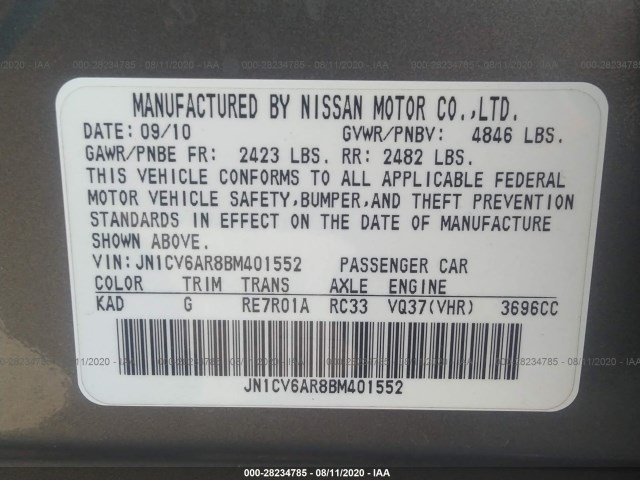 MANUFACTURED BY NISSAN MOTOR CO.,LTD.
DATE: 09/10 GVWR/PNBV: 4846 LBS.
GAWR/PNBE FR: 2423 LBS. RR: 2482 LBS.
THIS VEHICLE CONFORMS TO ALL APPLICABLE FEDERAL
MOTOR VEHICLE SAFETY,BUMPER,AND THEFT PREVENTION
STANDARDS IN EFFECT ON THE DATE OF MANUFACTURE
SHOWN ABOVE.
VIN: JN1CV6AR8BM401552 PASSENGER CAR
COLOR TRIM TRANS AXLE ENGINE
KAD G RE7R01A RC33 VQ37(VHR) 3696CC
JN1CV6AR8BM401552
000-28234785 - 08/11/2020 - IAA